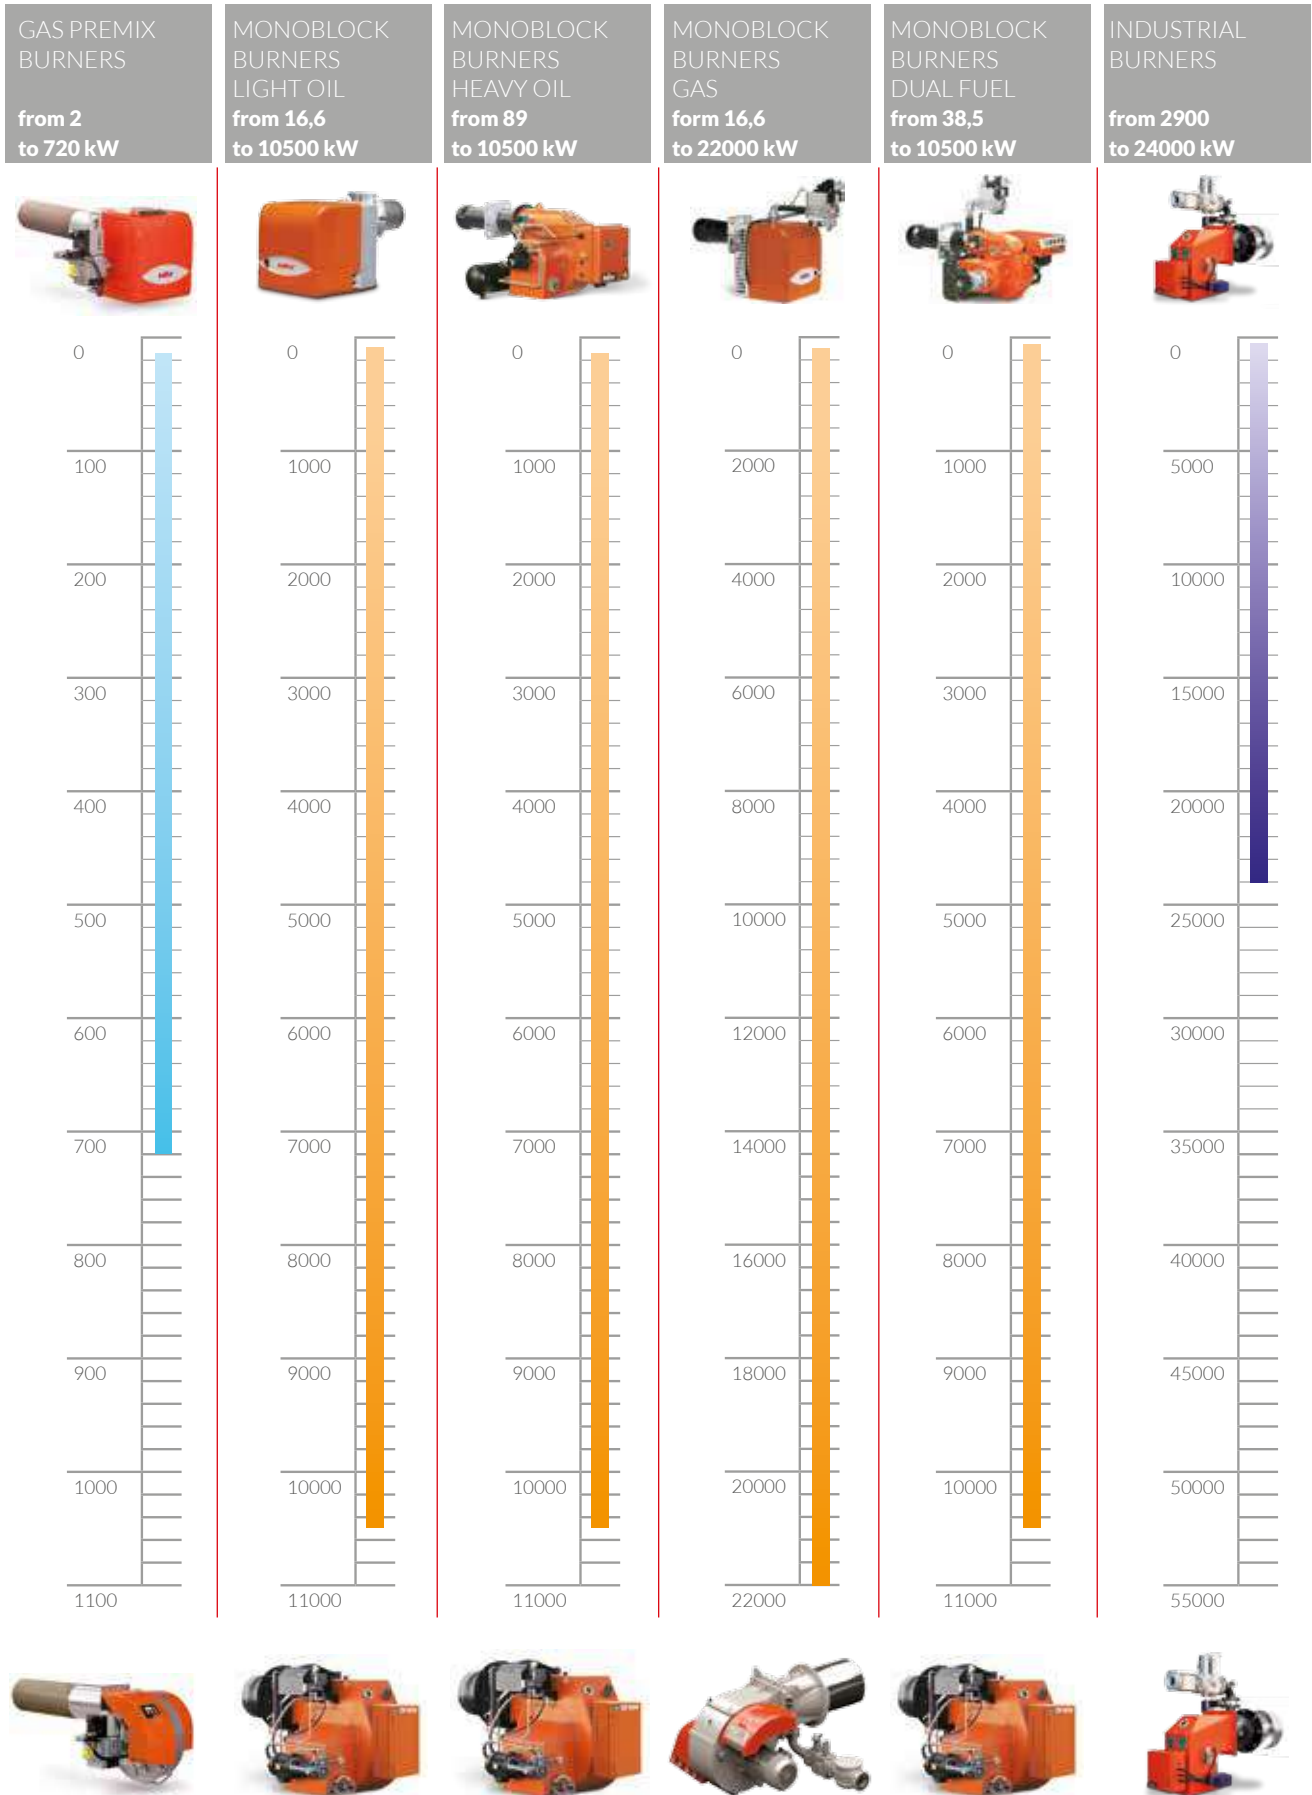 GAS PREMIX
BURNERS
from 2
to 720 kW
MONOBLOCK
BURNERS
LIGHT OIL
from 16,6
to 10500 kW
MONOBLOCK
BURNERS
HEAVY OIL
from 89
to 10500 kW
MONOBLOCK
BURNERS
GAS
form 16,6
to 22000 kW
MONOBLOCK
BURNERS
DUAL FUEL
from 38,5
to 10500 kW
INDUSTRIAL
BURNERS
from 2900
to 24000 kW
0
100
200
300
400
500
600
700
800
900
1000
1100
0
1000
2000
3000
4000
5000
6000
7000
8000
9000
10000
11000
0
1000
2000
3000
4000
5000
6000
7000
8000
9000
10000
11000
0
2000
4000
6000
8000
10000
12000
14000
16000
18000
20000
22000
0
1000
2000
3000
4000
5000
6000
7000
8000
9000
10000
11000
0
5000
10000
15000
20000
25000
30000
35000
40000
45000
50000
55000